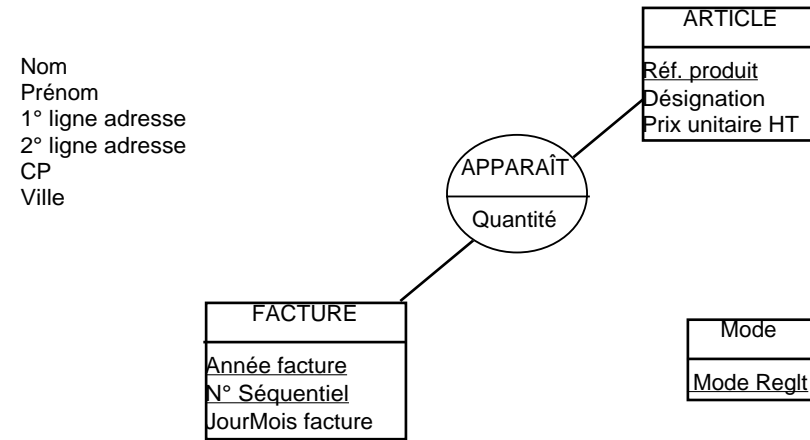 ARTICLE
Réf. produit
Désignation
Prix unitaire HT
Nom
Prénom
1° ligne adresse
2° ligne adresse
CP
Ville
APPARAÎT
Quantité
FACTURE
Année facture
N° Séquentiel
JourMois facture
Mode
Mode Reglt